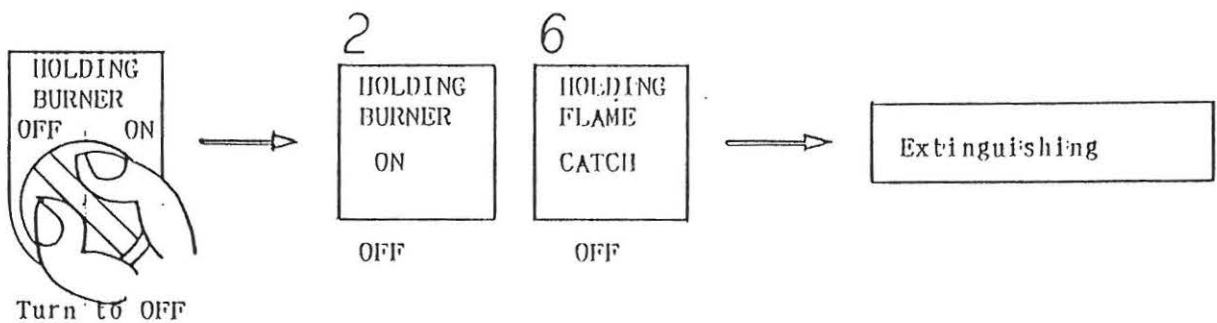 HOLDING
BURNER
OFF ON
Turn to OFF
2
HOLDING
BURNER
ON
OFF
6
HOLDING
FLAME
CATCH
OFF
Extinguishing